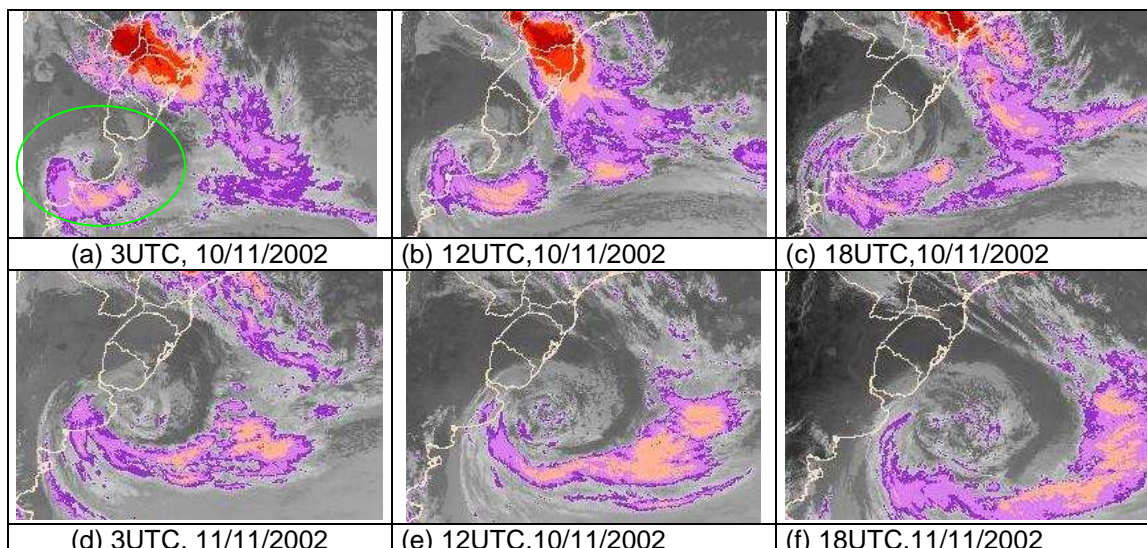 (a) 3UTC, 10/11/2002
(b) 12UTC,10/11/2002
(c) 18UTC,10/11/2002
(d) 3UTC, 11/11/2002
(e) 12UTC,10/11/2002
(f) 18UTC,11/11/2002